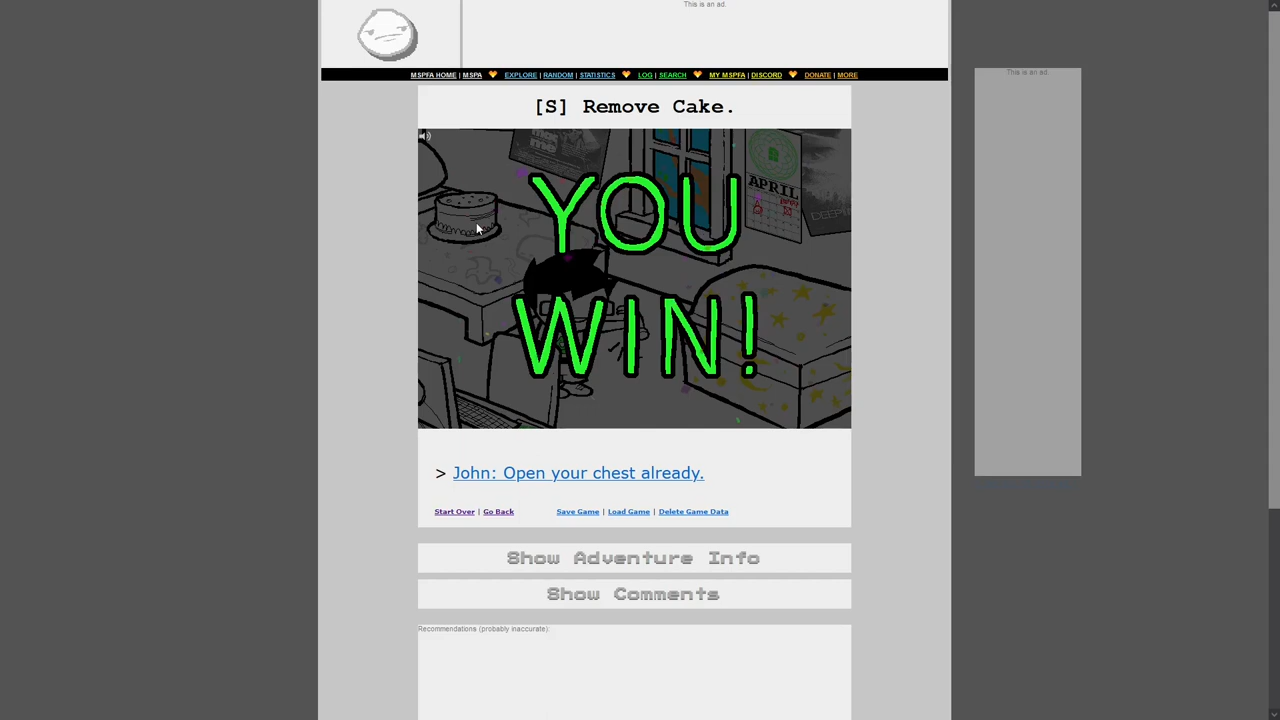 This is an ad.
MSPFA HOME | MSPA EXPLORE | RANDOM | STATISTICS LOG | SEARCH MY MSPFA | DISCORD DONATE | MORE
This is an ad.
[S] Remove Cake.
APRIL
YOU
WIN!
> John: Open your chest already.
Start Over | Go Back Save Game | Load Game | Delete Game Data
Show Adventure Info
Show Comments
Recommendations (probably inaccurate):